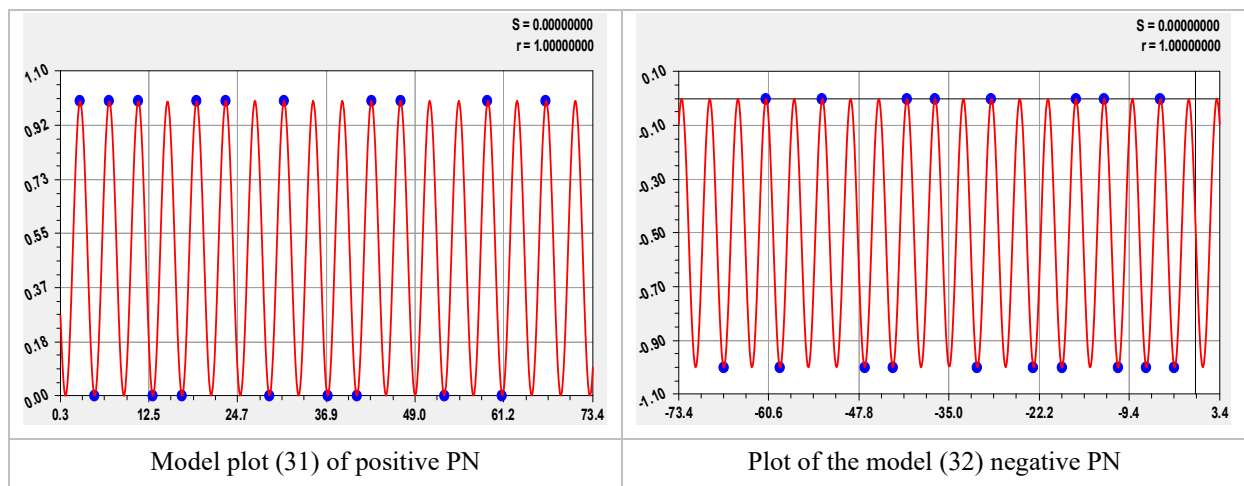 S = 0.00000000
r = 1.00000000
1.10
0.92
0.73
0.55
0.37
0.18
0.00
0.3 12.5 24.7 36.9 49.0 61.2 73.4
Model plot (31) of positive PN
S = 0.00000000
r = 1.00000000
0.10
-0.10
-0.30
-0.50
-0.70
-0.90
-1.10
-73.4 -60.6 -47.8 -35.0 -22.2 -9.4 3.4
Plot of the model (32) negative PN